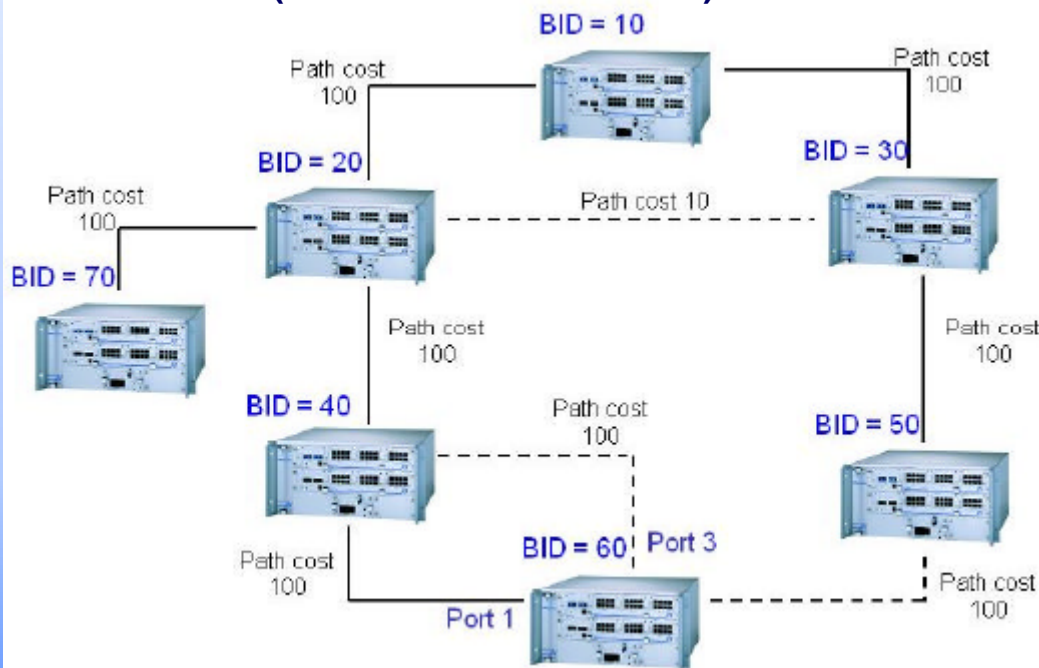 BID = 10
Path cost
100
Path cost
100
BID = 20
BID = 30
Path cost 10
Path cost
100
BID = 70
Path cost
100
Path cost
100
BID = 40
Path cost
100
BID = 50
BID = 60
Port 3
Path cost
100
Port 1
Path cost
100